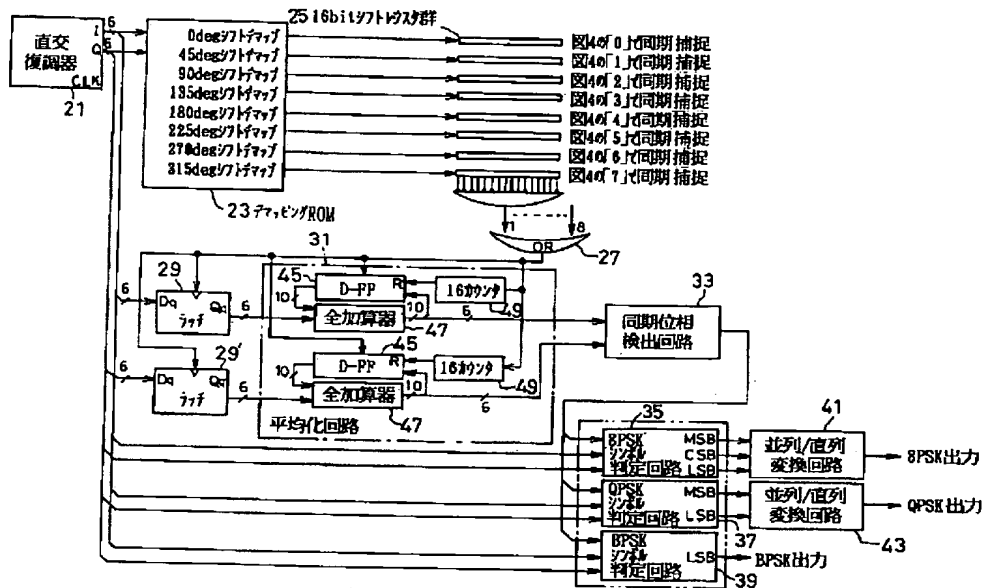 直交
復調器
I
Q
CLK
21
6
6
0degシフトデマップ
45degシフトデマップ
90degシフトデマップ
135degシフトデマップ
180degシフトデマップ
225degシフトデマップ
270degシフトデマップ
315degシフトデマップ
23デマッピングROM
25 16bitシフトレジスタ群
図4の「0」で同期捕捉
図4の「1」で同期捕捉
図4の「2」で同期捕捉
図4の「3」で同期捕捉
図4の「4」で同期捕捉
図4の「5」で同期捕捉
図4の「6」で同期捕捉
図4の「7」で同期捕捉
1
8
OR
27
31
29
6
Dq
Qq
ラッチ
6
45
D-FF
R
10
10
全加算器
47
16カウンタ
49
6
29'
6
Dq
Qq
ラッチ
6
45
D-FF
R
10
10
全加算器
47
16カウンタ
49
6
平均化回路
33
同期位相
検出回路
35
8PSK
シンボル
判定回路
MSB
CSB
LSB
41
並列/直列
変換回路
8PSK出力
QPSK
シンボル
判定回路
MSB
LSB
37
並列/直列
変換回路
43
QPSK出力
BPSK
シンボル
判定回路
LSB
39
BPSK出力